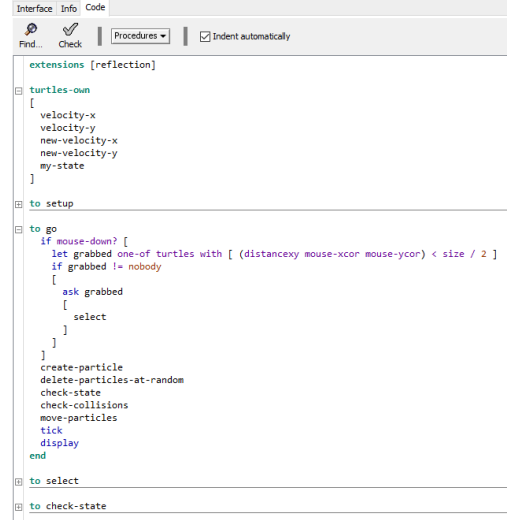 Interface Info Code
Find... Check Procedures Indent automatically
extensions [reflection]
turtles-own
[
velocity-x
velocity-y
new-velocity-x
new-velocity-y
my-state
]
to setup
to go
if mouse-down? [
let grabbed one-of turtles with [ (distancexy mouse-xcor mouse-ycor) < size / 2 ]
if grabbed != nobody
[
ask grabbed
[
select
]
]
]
create-particle
delete-particles-at-random
check-state
check-collisions
move-particles
tick
display
end
to select
to check-state